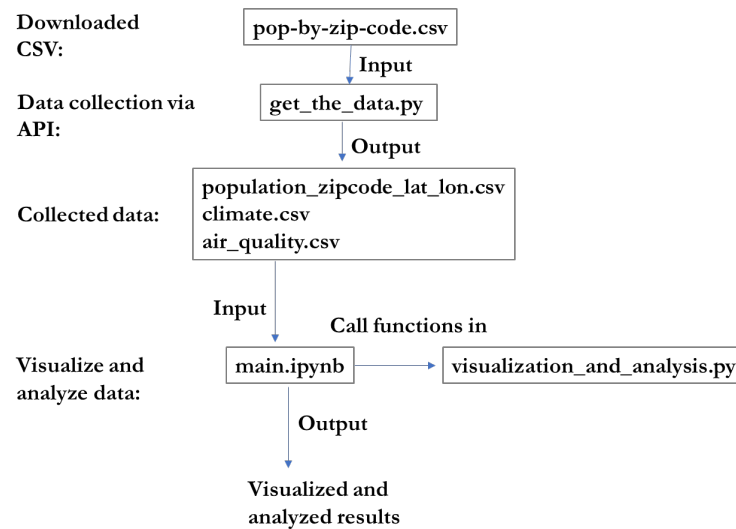 Downloaded
CSV:
pop-by-zip-code.csv
Input
Data collection via
API:
get_the_data.py
Output
Collected data:
population_zipcode_lat_lon.csv
climate.csv
air_quality.csv
Input
Call functions in
Visualize and
analyze data:
main.ipynb
visualization_and_analysis.py
Output
Visualized and
analyzed results